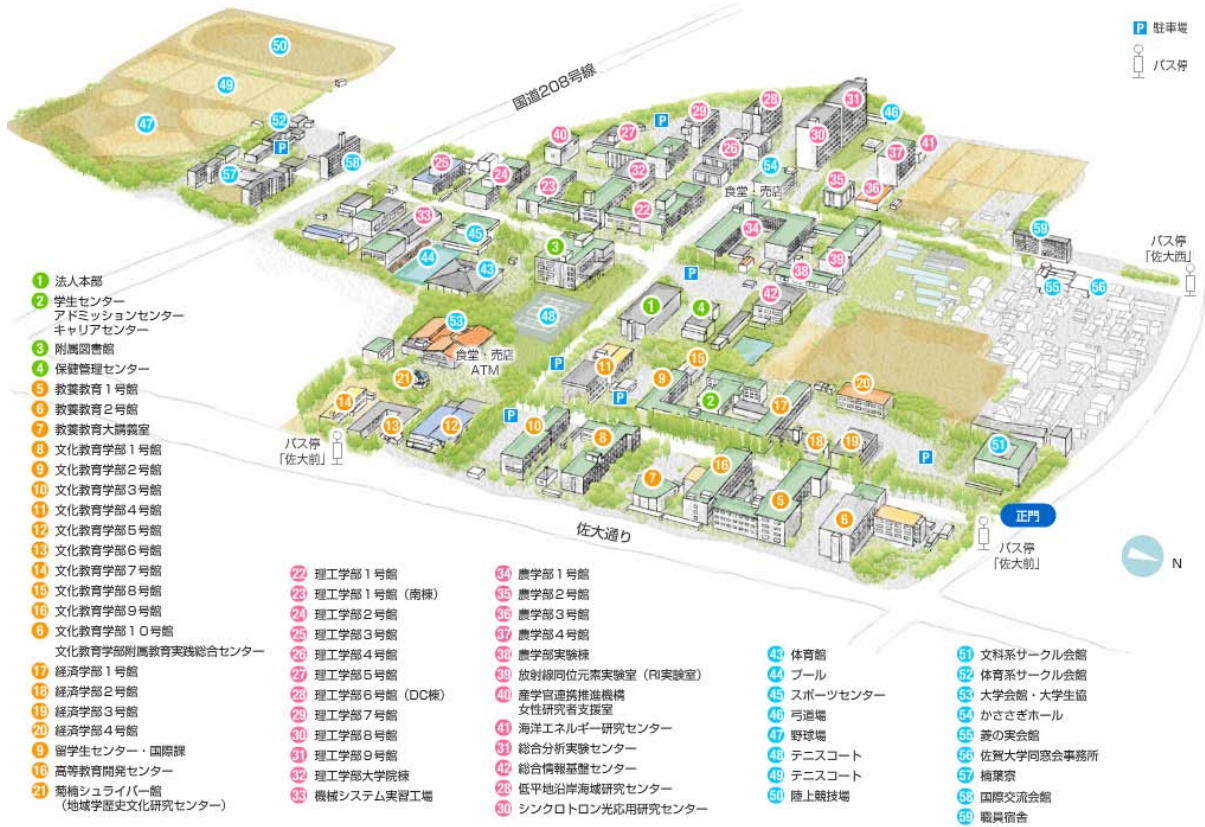 P 駐車場
バス停
国道208号線
食堂・売店
バス停
「佐大西」
食堂・売店
ATM
バス停
「佐大前」
佐大通り
正門
バス停
「佐大前」
N
1 法人本部
2 学生センター
アドミッションセンター
キャリアセンター
3 附属図書館
4 保健管理センター
5 教養教育1号館
6 教養教育2号館
7 教養教育大講義室
8 文化教育学部1号館
9 文化教育学部2号館
10 文化教育学部3号館
11 文化教育学部4号館
12 文化教育学部5号館
13 文化教育学部6号館
14 文化教育学部7号館
15 文化教育学部8号館
16 文化教育学部9号館
6 文化教育学部10号館
文化教育学部附属教育実践総合センター
17 経済学部1号館
18 経済学部2号館
19 経済学部3号館
20 経済学部4号館
9 留学生センター・国際課
16 高等教育開発センター
21 菊楠シュライバー館
（地域学歴史文化研究センター）
22 理工学部1号館
23 理工学部1号館（南棟）
24 理工学部2号館
25 理工学部3号館
26 理工学部4号館
27 理工学部5号館
28 理工学部6号館（DC棟）
29 理工学部7号館
30 理工学部8号館
31 理工学部9号館
32 理工学部大学院棟
33 機械システム実習工場
34 農学部1号館
35 農学部2号館
36 農学部3号館
37 農学部4号館
38 農学部実験棟
39 放射線同位元素実験室（RI実験室）
40 産学官連携推進機構
女性研究者支援室
41 海洋エネルギー研究センター
31 総合分析実験センター
42 総合情報基盤センター
28 低平地沿岸海域研究センター
30 シンクロトロン光応用研究センター
43 体育館
44 プール
45 スポーツセンター
46 弓道場
47 野球場
48 テニスコート
49 テニスコート
50 陸上競技場
51 文科系サークル会館
52 体育系サークル会館
53 大学会館・大学生協
54 かささぎホール
55 菱の実会館
56 佐賀大学同窓会事務所
57 楠葉寮
58 国際交流会館
59 職員宿舎